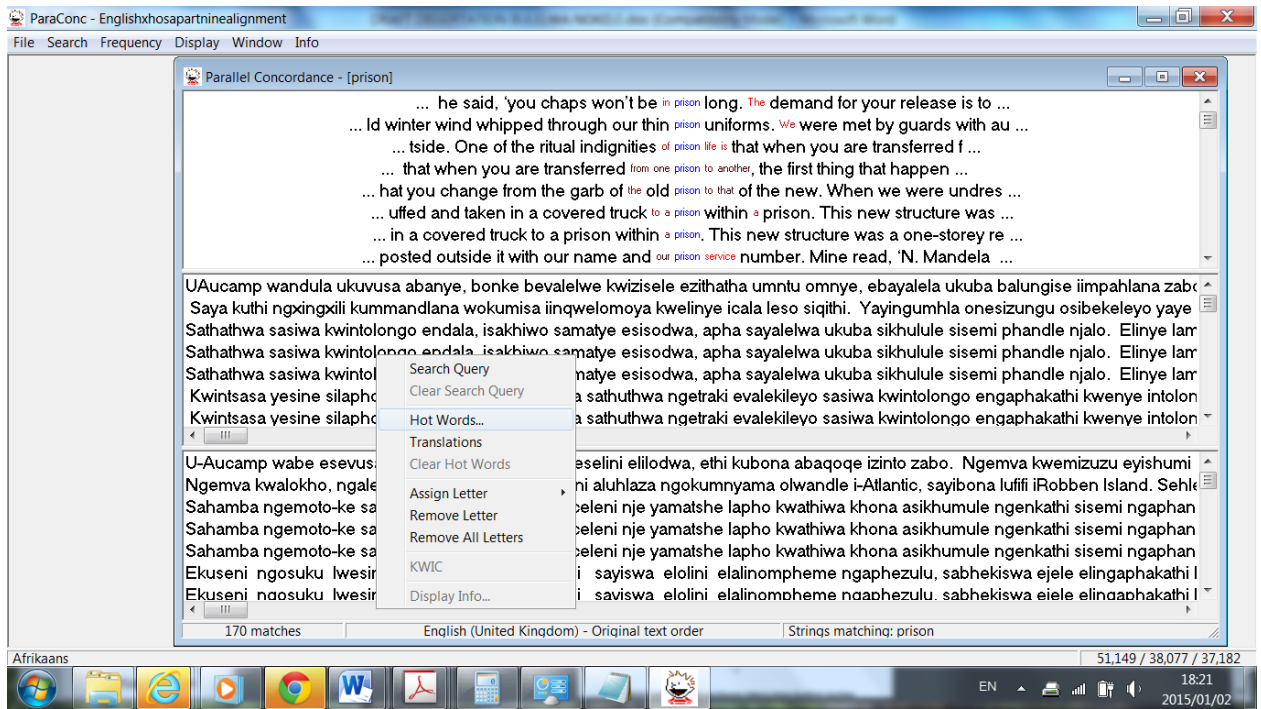 ParaConc - Englishxhosapartninealignment
File Search Frequency Display Window Info
Parallel Concordance - [prison]
... he said, 'you chaps won't be in prison long. The demand for your release is to ...
... ld winter wind whipped through our thin prison uniforms. We were met by guards with au ...
... tside. One of the ritual indignities of prison life is that when you are transferred f ...
... that when you are transferred from one prison to another, the first thing that happen ...
... hat you change from the garb of the old prison to that of the new. When we were undres ...
... uffed and taken in a covered truck to a prison within a prison. This new structure was ...
... in a covered truck to a prison within a prison. This new structure was a one-storey re ...
... posted outside it with our name and our prison service number. Mine read, 'N. Mandela ...
UAucamp wandula ukuvusa abanye, bonke bevalelwe kwizisele ezithatha umntu omnye, ebayalela ukuba balungise iimpahlana zabo
Saya kuthi ngxingxili kummandlana wokumisa iinqwelomoya kwelinye icala leso siqithi. Yayingumhla onesizungu osibekeleyo yaye
Sathathwa sasiwa kwintolongo endala, isakhiwo samatye esisodwa, apha sayalelwa ukuba sikhulule sisemi phandle njalo. Elinye lam
Sathathwa sasiwa kwintolongo endala, isakhiwo samatye esisodwa, apha sayalelwa ukuba sikhulule sisemi phandle njalo. Elinye lam
Sathathwa sasiwa kwintol matye esisodwa, apha sayalelwa ukuba sikhulule sisemi phandle njalo. Elinye lam
Kwintsasa yesine silapho a sathuthwa ngetraki evalekileyo sasiwa kwintolongo engaphakathi kwenye intolon
Kwintsasa yesine silapho a sathuthwa ngetraki evalekileyo sasiwa kwintolongo engaphakathi kwenye intolon
Search Query
Clear Search Query
Hot Words...
Translations
Clear Hot Words
Assign Letter
Remove Letter
Remove All Letters
KWIC
Display Info...
U-Aucamp wabe esevus eselini elilodwa, ethi kubona abaqoqe izinto zabo. Ngemva kwemizuzu eyishumi
Ngemva kwalokho, ngale ni aluhlaza ngokumnyama olwandle i-Atlantic, sayibona lufifi iRobben Island. Sehle
Sahamba ngemoto-ke sa celeni nje yamatshe lapho kwathiwa khona asikhumule ngenkathi sisemi ngaphan
Sahamba ngemoto-ke sa celeni nje yamatshe lapho kwathiwa khona asikhumule ngenkathi sisemi ngaphan
Sahamba ngemoto-ke sa celeni nje yamatshe lapho kwathiwa khona asikhumule ngenkathi sisemi ngaphan
Ekuseni ngosuku lwesin i sayiswa elolini elalinompheme ngaphezulu, sabhekiswa ejele elingaphakathi l
Ekuseni ngosuku lwesin i sayiswa elolini elalinompheme ngaphezulu, sabhekiswa ejele elingaphakathi l
170 matches English (United Kingdom) - Original text order Strings matching: prison
Afrikaans 51,149 / 38,077 / 37,182
EN 18:21
2015/01/02